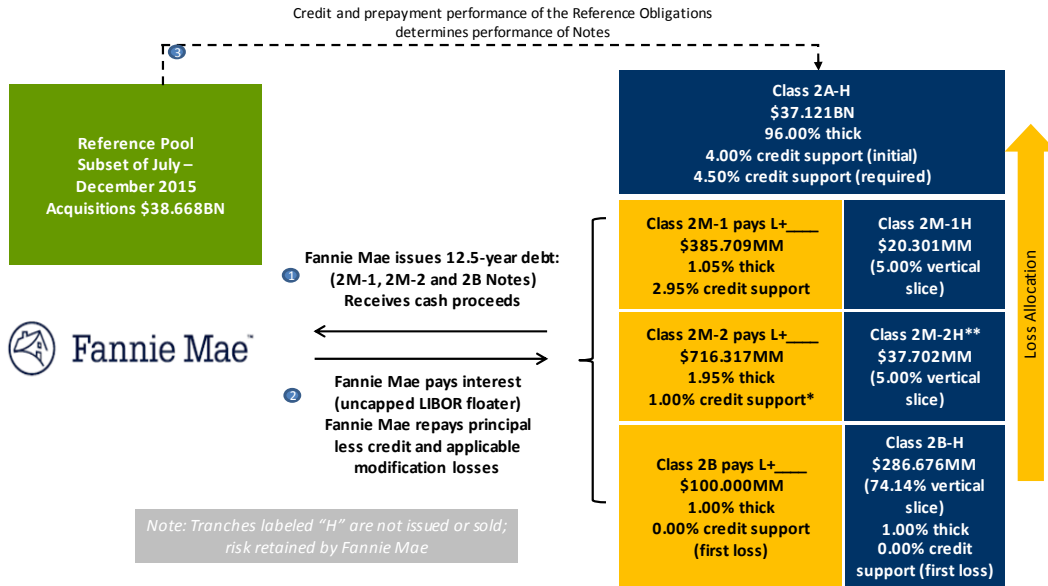 Credit and prepayment performance of the Reference Obligations
determines performance of Notes
3
Reference Pool
Subset of July –
December 2015
Acquisitions $38.668BN
Class 2A-H
$37.121BN
96.00% thick
4.00% credit support (initial)
4.50% credit support (required)
1
Fannie Mae issues 12.5-year debt:
(2M-1, 2M-2 and 2B Notes)
Receives cash proceeds
Class 2M-1 pays L+____
$385.709MM
1.05% thick
2.95% credit support
Class 2M-1H
$20.301MM
(5.00% vertical
slice)
Fannie Mae™
2
Fannie Mae pays interest
(uncapped LIBOR floater)
Fannie Mae repays principal
less credit and applicable
modification losses
Class 2M-2 pays L+____
$716.317MM
1.95% thick
1.00% credit support*
Class 2M-2H**
$37.702MM
(5.00% vertical
slice)
Class 2B pays L+____
$100.000MM
1.00% thick
0.00% credit support
(first loss)
Class 2B-H
$286.676MM
(74.14% vertical
slice)
1.00% thick
0.00% credit
support (first loss)
Loss Allocation
Note: Tranches labeled “H” are not issued or sold;
risk retained by Fannie Mae